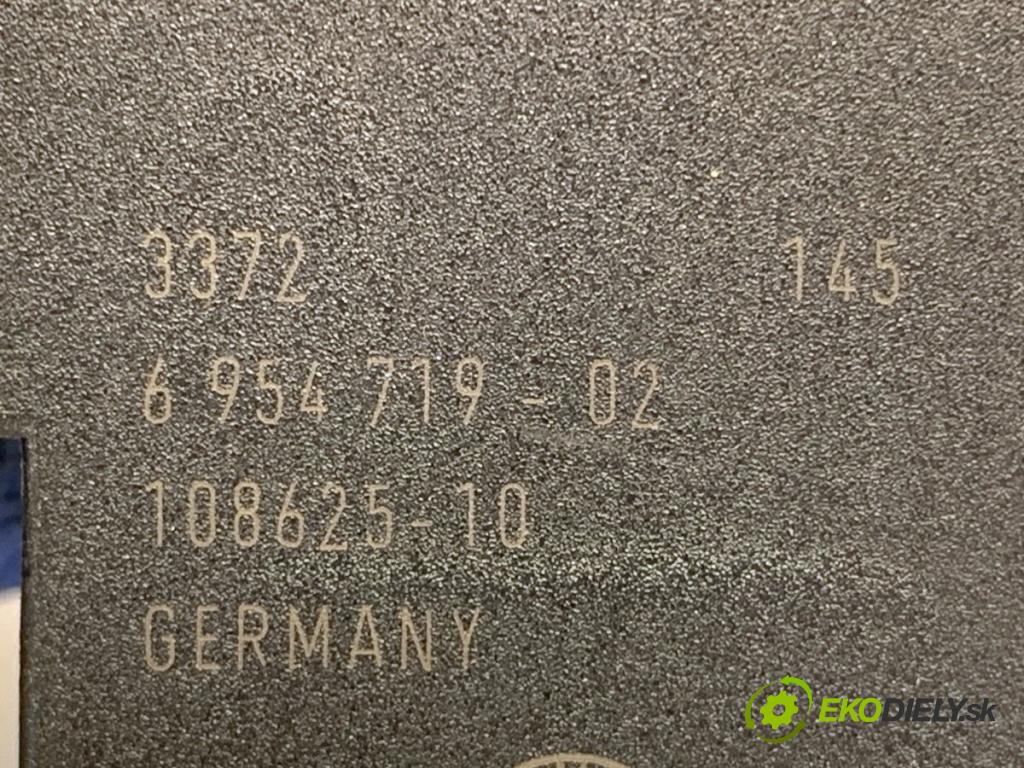 3372 145
6 954 719 - 02
108625-10
GERMANY
EKODIELY.sk